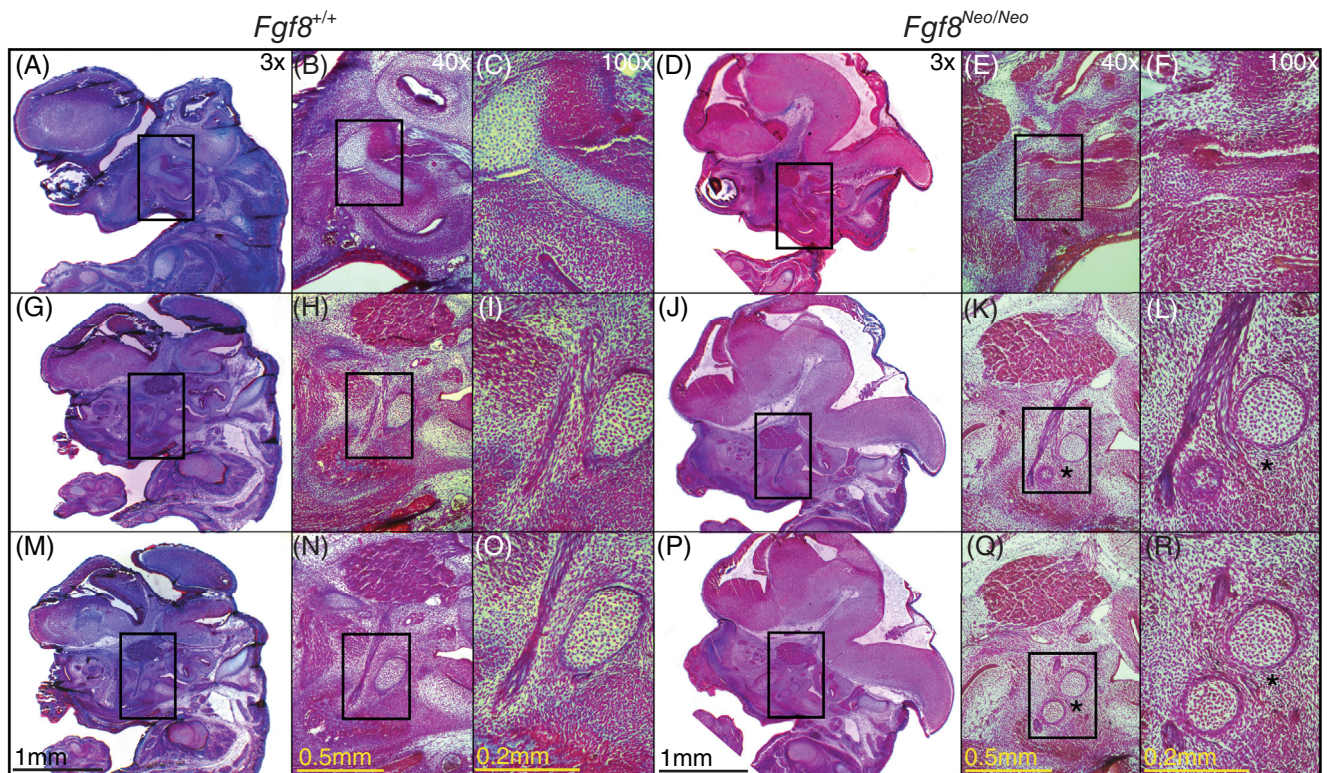 Fgf8+/+ Fgf8Neo/Neo
(A) 3x (B) 40x (C) 100x (D) 3x (E) 40x (F) 100x
(G) (H) (I) (J) (K) (L)
* *
(M) (N) (O) (P) (Q) (R)
* *
1mm 0.5mm 0.2mm 1mm 0.5mm 0.2mm